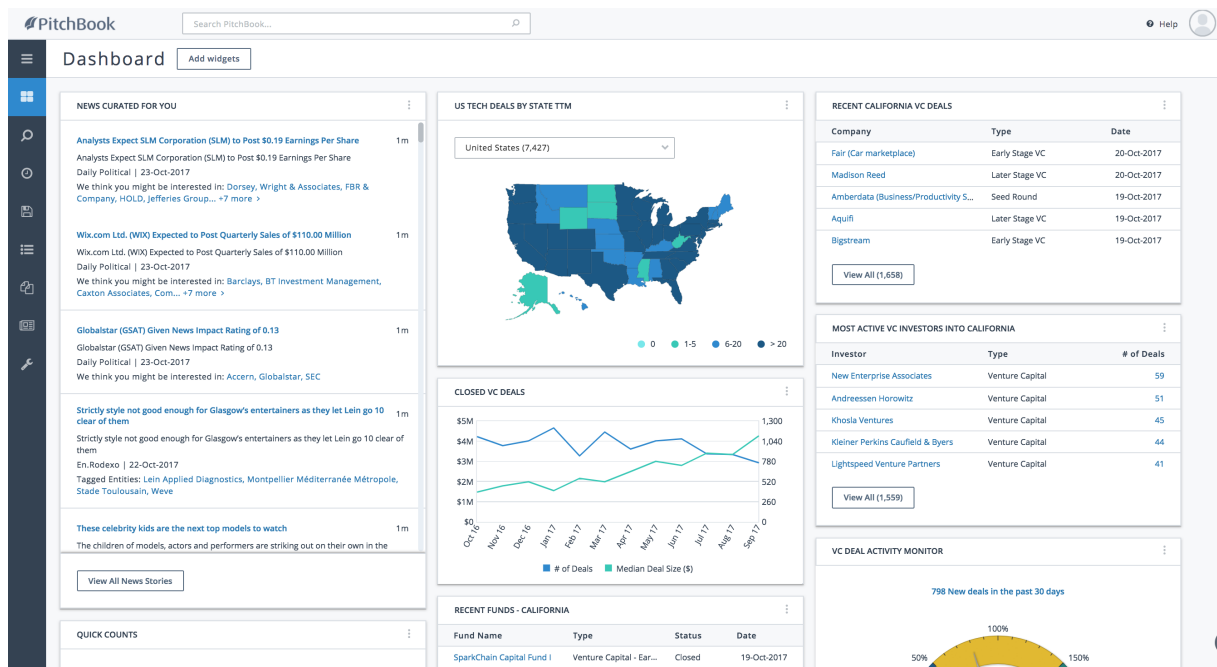 PitchBook
Search PitchBook...
Help
Dashboard
Add widgets
NEWS CURATED FOR YOU
Analysts Expect SLM Corporation (SLM) to Post $0.19 Earnings Per Share 1m
Analysts Expect SLM Corporation (SLM) to Post $0.19 Earnings Per Share
Daily Political | 23-Oct-2017
We think you might be interested in: Dorsey, Wright & Associates, FBR &
Company, HOLD, Jefferies Group... +7 more >
Wix.com Ltd. (WIX) Expected to Post Quarterly Sales of $110.00 Million 1m
Wix.com Ltd. (WIX) Expected to Post Quarterly Sales of $110.00 Million
Daily Political | 23-Oct-2017
We think you might be interested in: Barclays, BT Investment Management,
Caxton Associates, Com... +7 more >
Globalstar (GSAT) Given News Impact Rating of 0.13 1m
Globalstar (GSAT) Given News Impact Rating of 0.13
Daily Political | 23-Oct-2017
We think you might be interested in: Accern, Globalstar, SEC
Strictly style not good enough for Glasgow's entertainers as they let Lein go 10 1m
clear of them
Strictly style not good enough for Glasgow's entertainers as they let Lein go 10 clear of
them
En.Rodexo | 22-Oct-2017
Tagged Entities: Lein Applied Diagnostics, Montpellier Méditerranée Métropole,
Stade Toulousain, Weve
These celebrity kids are the next top models to watch 1m
The children of models, actors and performers are striking out on their own in the
View All News Stories
QUICK COUNTS
US TECH DEALS BY STATE TTM
United States (7,427)
0 1-5 6-20 > 20
CLOSED VC DEALS
$5M 1,300
$4M 1,040
$3M 780
$2M 520
$1M 260
$0 0
Oct 16 Nov 16 Dec 16 Jan 17 Feb 17 Mar 17 Apr 17 May 17 Jun 17 Jul 17 Aug 17 Sep 17
# of Deals Median Deal Size ($)
RECENT FUNDS - CALIFORNIA
Fund Name Type Status Date
SparkChain Capital Fund I Venture Capital - Ear... Closed 19-Oct-2017
RECENT CALIFORNIA VC DEALS
Company Type Date
Fair (Car marketplace) Early Stage VC 20-Oct-2017
Madison Reed Later Stage VC 20-Oct-2017
Amberdata (Business/Productivity S... Seed Round 19-Oct-2017
Aquifi Later Stage VC 19-Oct-2017
Bigstream Early Stage VC 19-Oct-2017
View All (1,658)
MOST ACTIVE VC INVESTORS INTO CALIFORNIA
Investor Type # of Deals
New Enterprise Associates Venture Capital 59
Andreessen Horowitz Venture Capital 51
Khosla Ventures Venture Capital 45
Kleiner Perkins Caufield & Byers Venture Capital 44
Lightspeed Venture Partners Venture Capital 41
View All (1,559)
VC DEAL ACTIVITY MONITOR
798 New deals in the past 30 days
100%
50% 150%